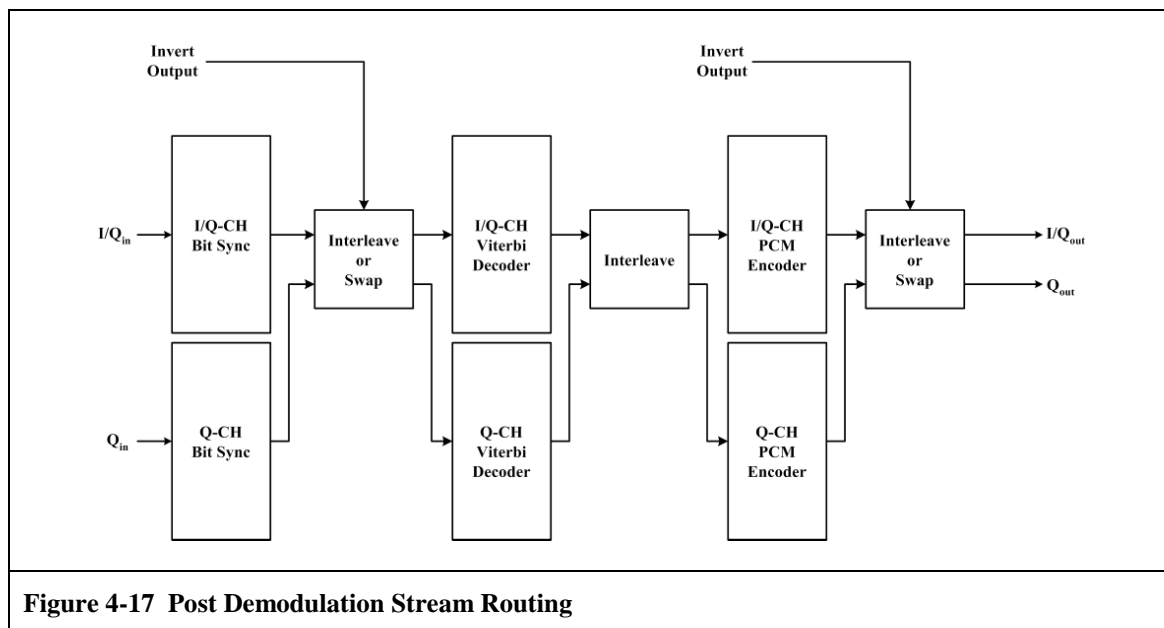 Invert
Output
Invert
Output
I/Q-CH
Bit Sync
I/Q-CH
Viterbi
Decoder
I/Q-CH
PCM
Encoder
I/Qin
Interleave
or
Swap
Interleave
Interleave
or
Swap
I/Qout
Qout
Qin
Q-CH
Bit Sync
Q-CH
Viterbi
Decoder
Q-CH
PCM
Encoder
Figure 4-17 Post Demodulation Stream Routing